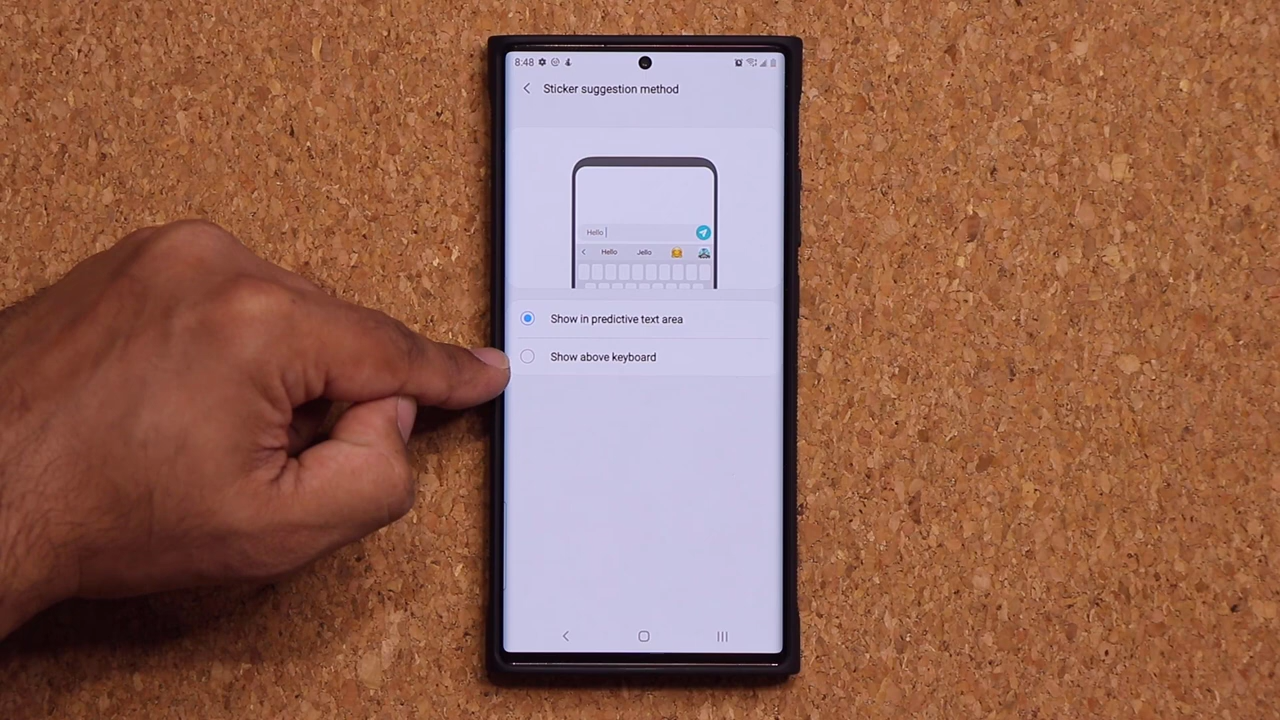 8:48
Sticker suggestion method
Hello
Hello Jello
Show in predictive text area
Show above keyboard